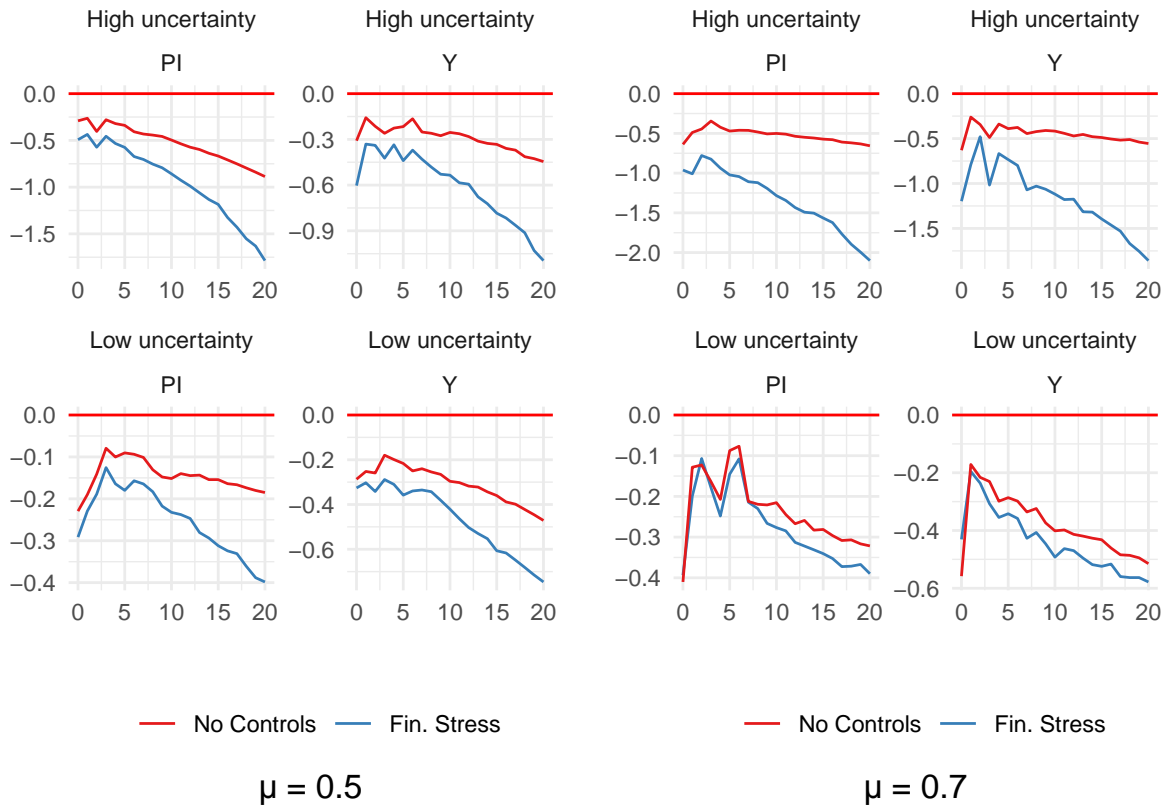 High uncertainty High uncertainty High uncertainty High uncertainty
PI Y PI Y
0.0 −0.5 −1.0 −1.5
0 5 10 15 20
0.0 −0.3 −0.6 −0.9
0 5 10 15 20
0.0 −0.5 −1.0 −1.5 −2.0
0 5 10 15 20
0.0 −0.5 −1.0 −1.5
0 5 10 15 20
Low uncertainty Low uncertainty Low uncertainty Low uncertainty
PI Y PI Y
0.0 −0.1 −0.2 −0.3 −0.4
0 5 10 15 20
0.0 −0.2 −0.4 −0.6
0 5 10 15 20
0.0 −0.1 −0.2 −0.3 −0.4
0 5 10 15 20
0.0 −0.2 −0.4 −0.6
0 5 10 15 20
No Controls Fin. Stress No Controls Fin. Stress
μ = 0.5 μ = 0.7